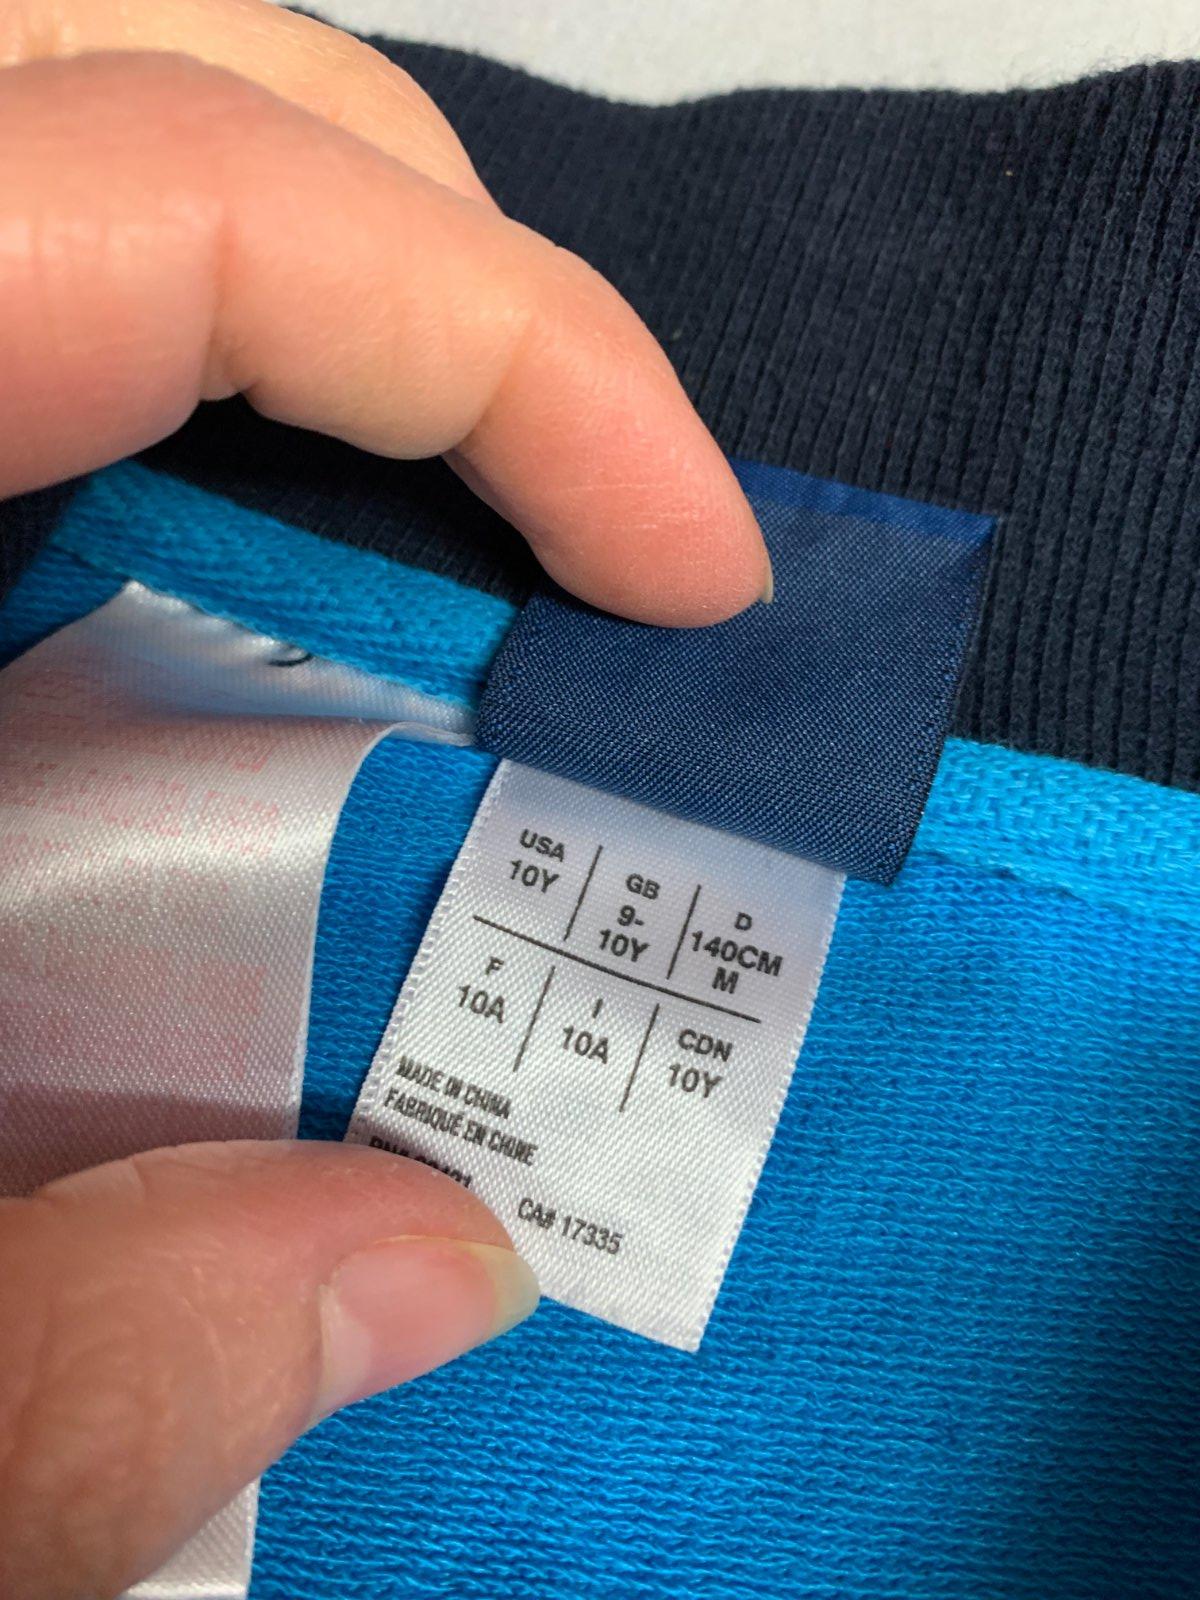 USA
10Y
GB
9-
10Y
D
140CM
M
F
10A
I
10A
CDN
10Y
MADE IN CHINA
FABRIQUÉ EN CHINE
CA# 17335